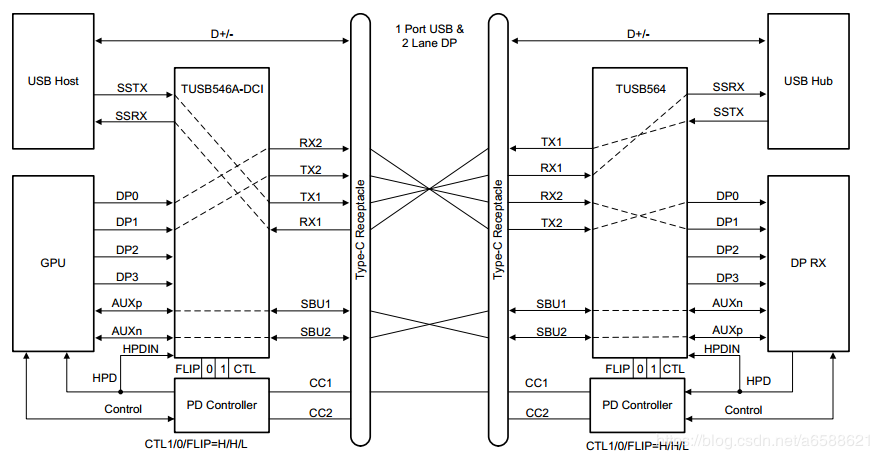 1 Port USB &
2 Lane DP
D+/-
D+/-
USB Host
SSTX
SSRX
TUSB546A-DCI
TUSB564
SSRX
SSTX
USB Hub
RX2
TX2
TX1
RX1
TX1
RX1
RX2
TX2
Type-C Receptacle
Type-C Receptacle
GPU
DP0
DP1
DP2
DP3
AUXp
AUXn
HPDIN
SBU1
SBU2
SBU1
SBU2
DP0
DP1
DP2
DP3
AUXn
AUXp
HPDIN
DP RX
FLIP 0 1 CTL
FLIP 0 1 CTL
HPD
Control
PD Controller
CC1
CC2
CC1
CC2
PD Controller
HPD
Control
CTL1/0/FLIP=H/H/L
CTL1/0/FLIP=H/H/L
https://blog.csdn.net/a6588621